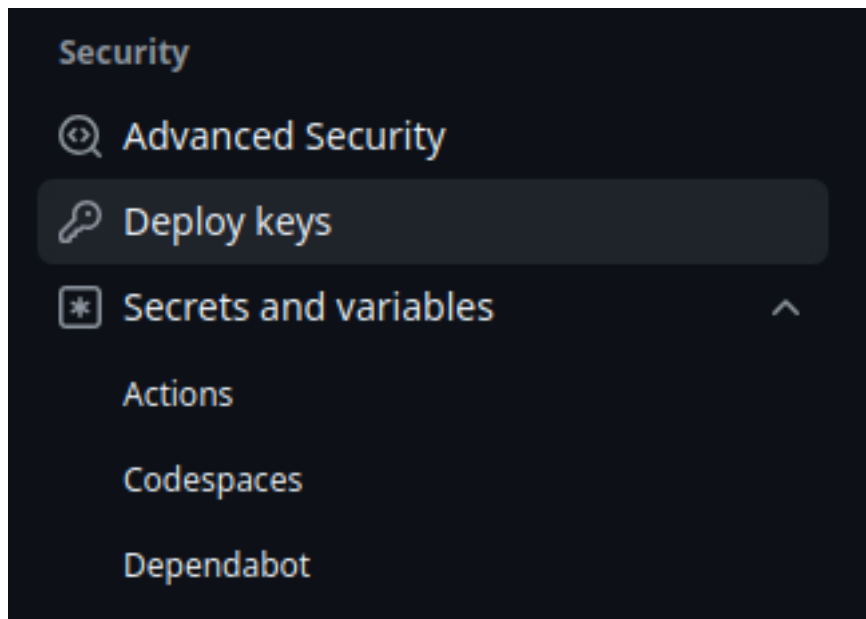 Security
Advanced Security
Deploy keys
Secrets and variables
Actions
Codespaces
Dependabot